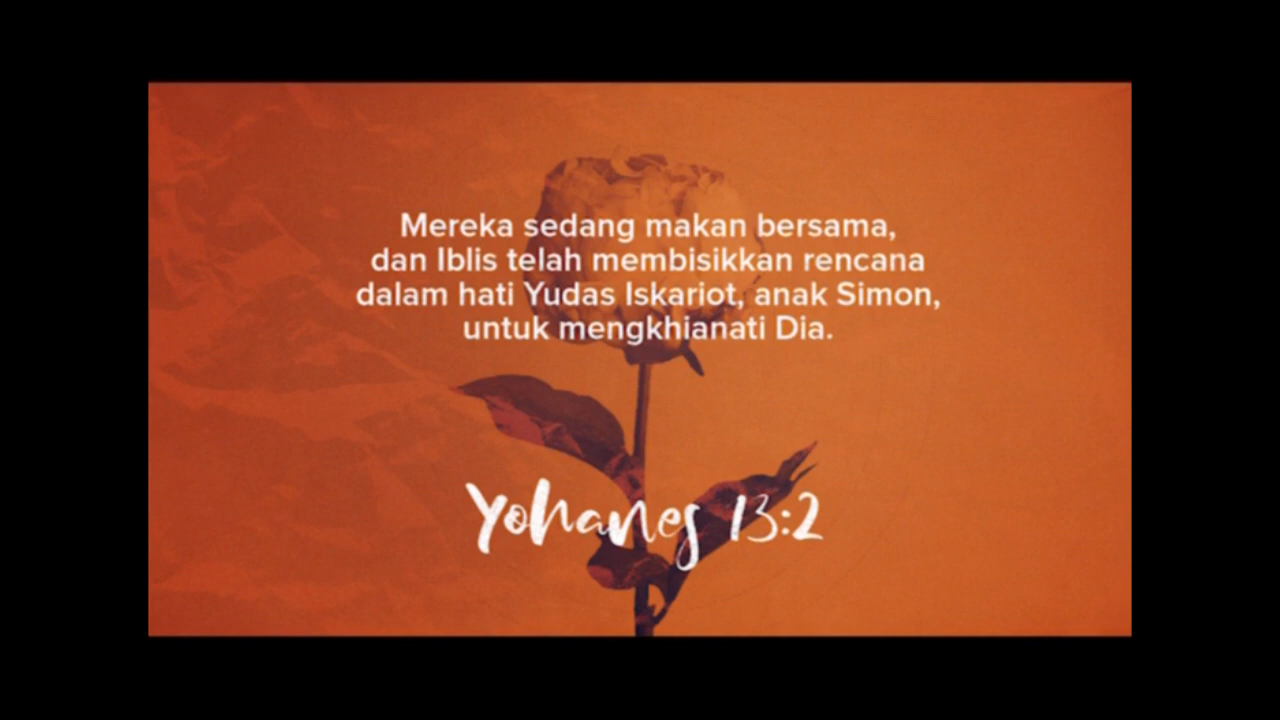 Mereka sedang makan bersama,
dan Iblis telah membisikkan rencana
dalam hati Yudas Iskariot, anak Simon,
untuk mengkhianati Dia.
Yohanes 13:2